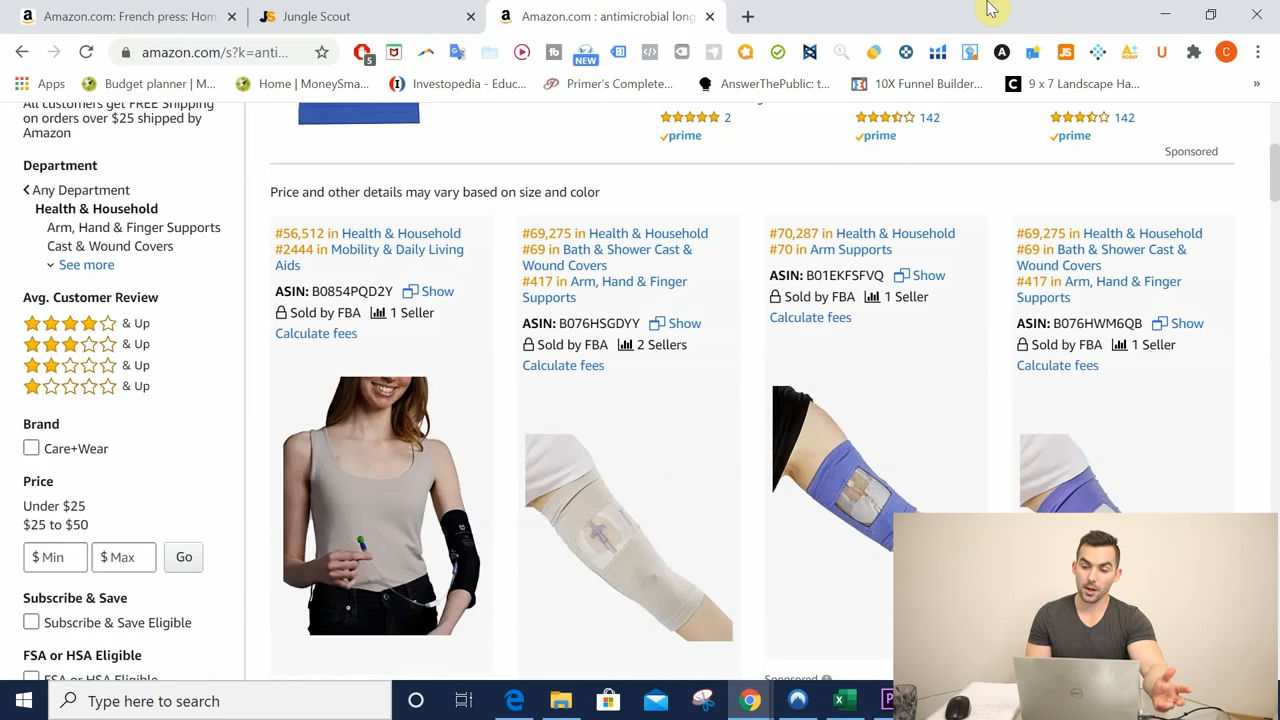 Amazon.com: French press: Hom
Jungle Scout
Amazon.com : antimicrobial long
amazon.com/s?k=anti...
5
NEW
C
Apps
Budget planner | M...
Home | MoneySma...
Investopedia - Educ...
Primer's Complete...
AnswerThePublic: t...
10X Funnel Builder...
9 x 7 Landscape Ha...
»
All customers get FREE Shipping
on orders over $25 shipped by
Amazon
Department
Any Department
Health & Household
Arm, Hand & Finger Supports
Cast & Wound Covers
See more
Avg. Customer Review
& Up
& Up
& Up
& Up
Brand
Care+Wear
Price
Under $25
$25 to $50
$ Min
$ Max
Go
Subscribe & Save
Subscribe & Save Eligible
FSA or HSA Eligible
FSA or HSA Eligible
2
prime
142
prime
142
prime
Sponsored
Price and other details may vary based on size and color
#56,512 in Health & Household
#2444 in Mobility & Daily Living
Aids
ASIN: B0854PQD2Y Show
Sold by FBA 1 Seller
Calculate fees
#69,275 in Health & Household
#69 in Bath & Shower Cast &
Wound Covers
#417 in Arm, Hand & Finger
Supports
ASIN: B076HSGDYY Show
Sold by FBA 2 Sellers
Calculate fees
#70,287 in Health & Household
#70 in Arm Supports
ASIN: B01EKFSFVQ Show
Sold by FBA 1 Seller
Calculate fees
#69,275 in Health & Household
#69 in Bath & Shower Cast &
Wound Covers
#417 in Arm, Hand & Finger
Supports
ASIN: B076HWM6QB Show
Sold by FBA 1 Seller
Calculate fees
Sponsored
Type here to search